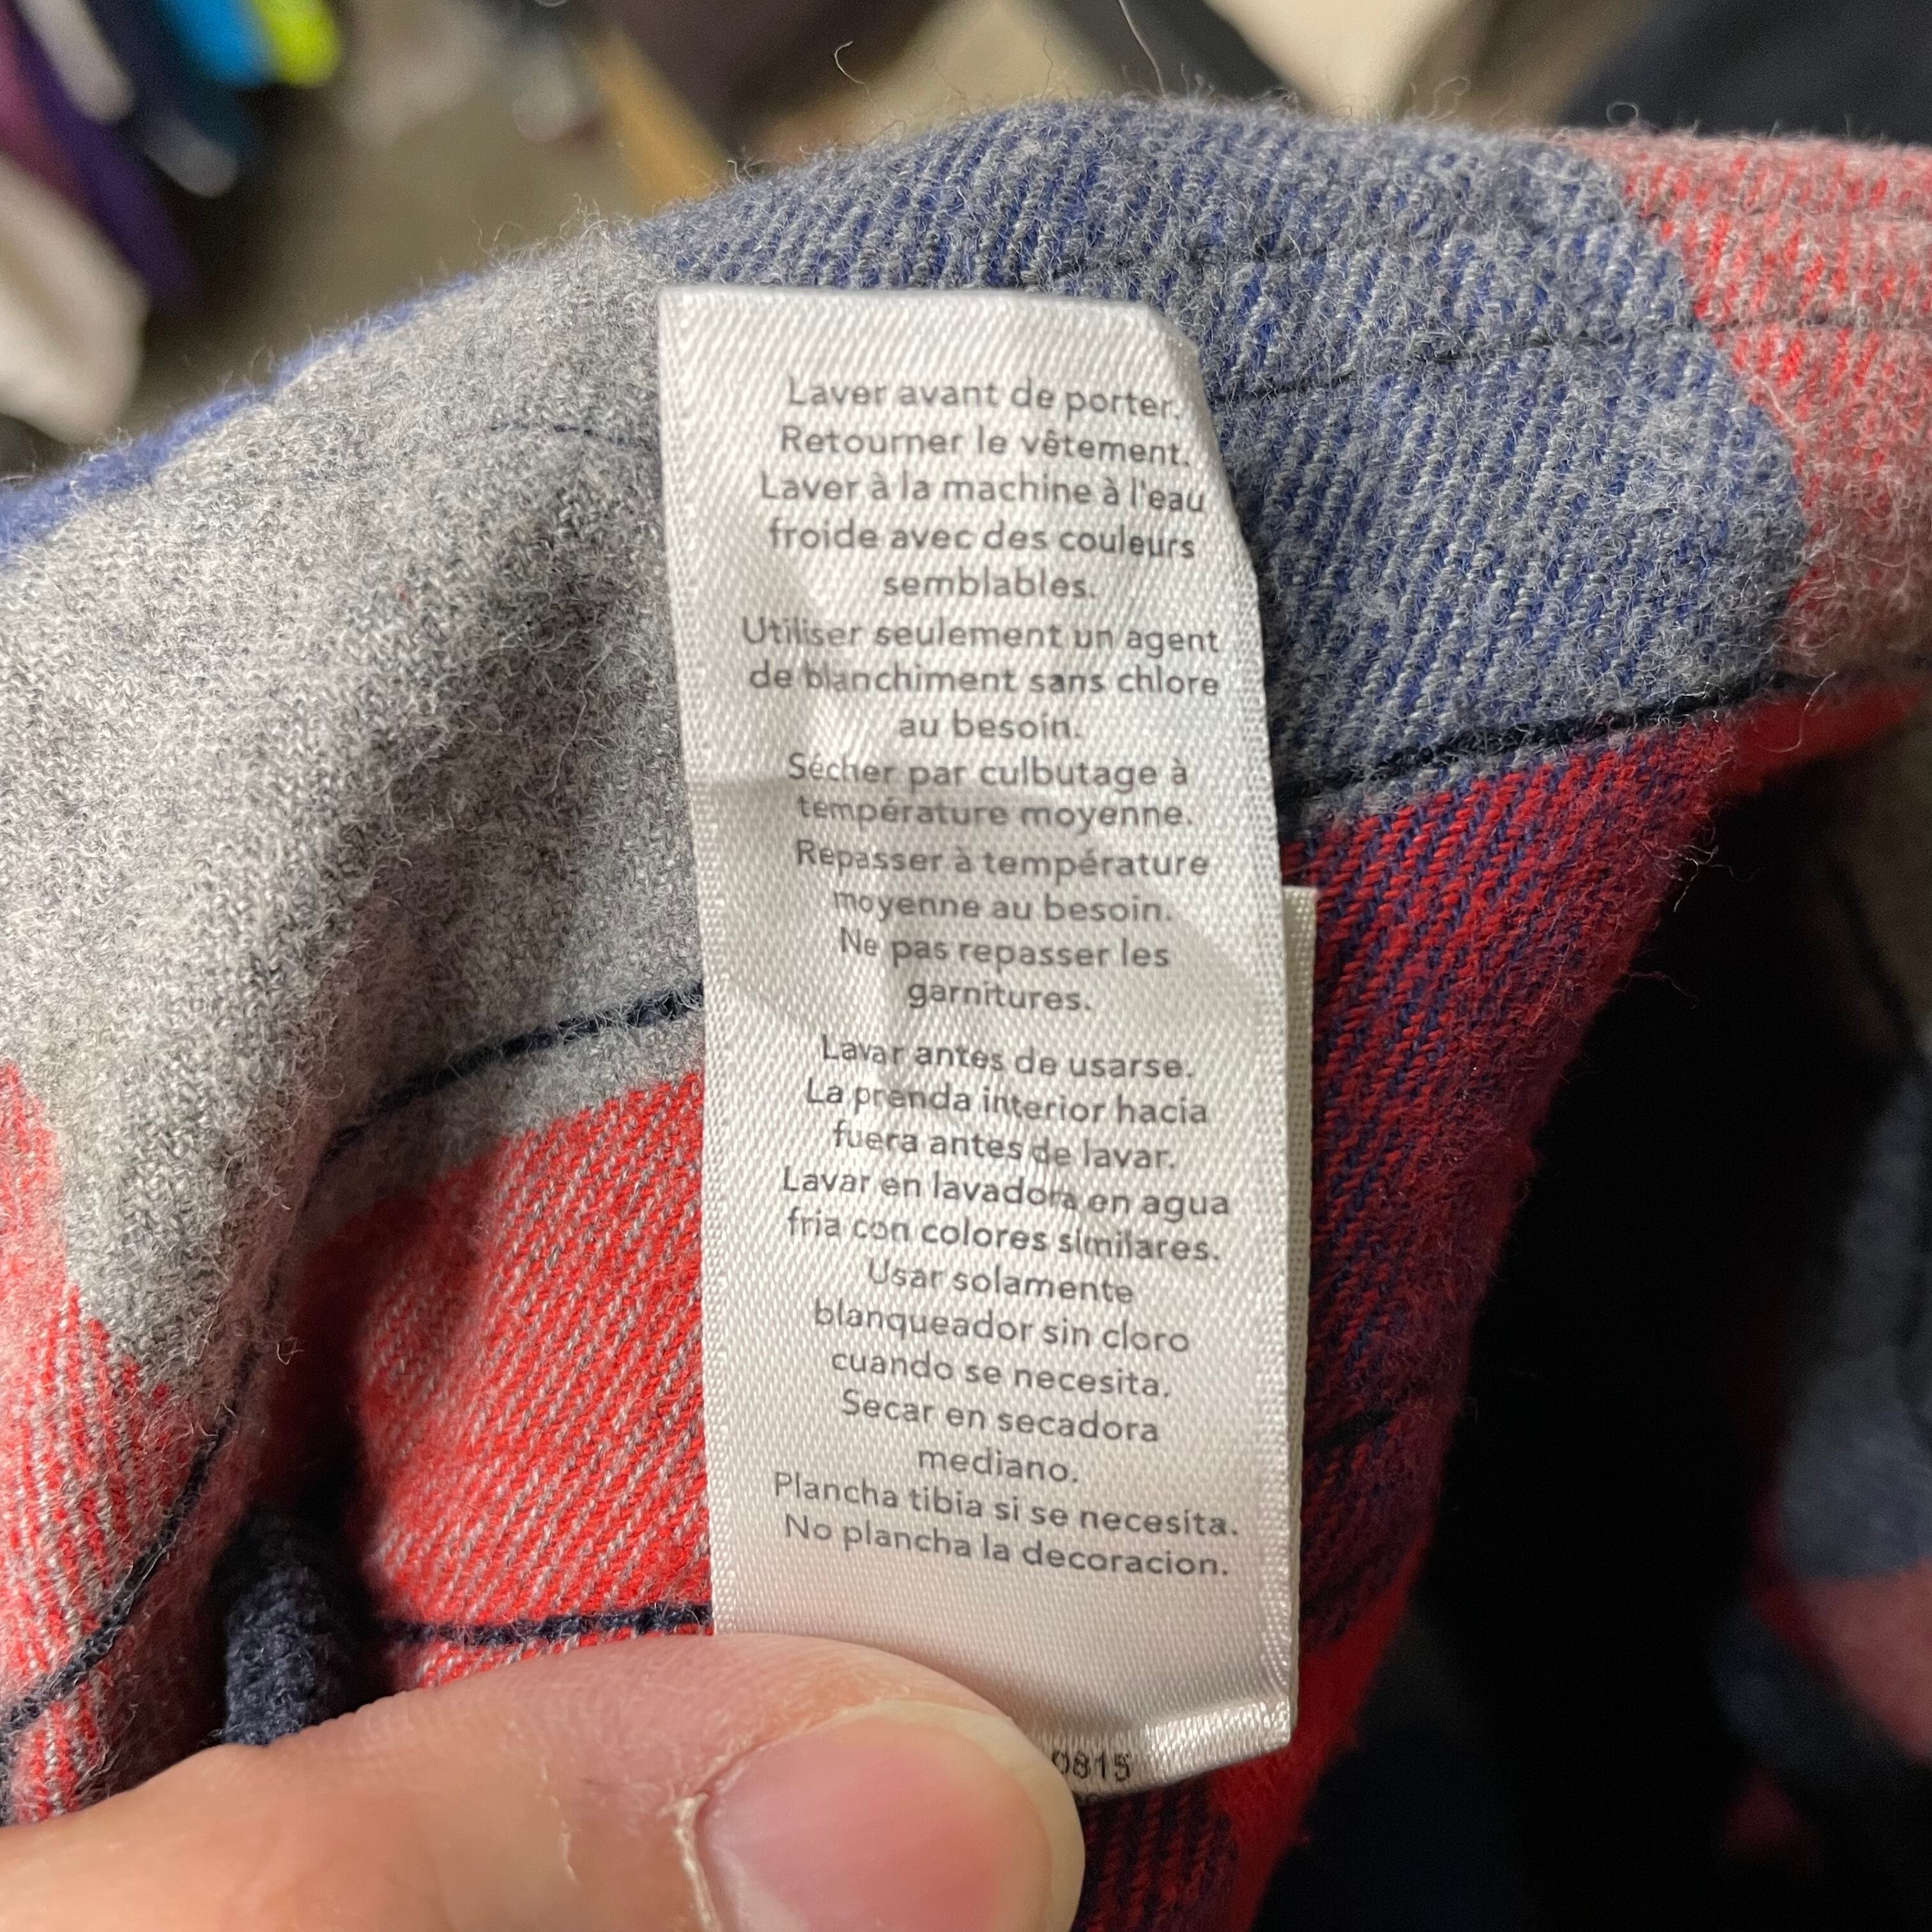 Laver avant de porter.
Retourner le vêtement.
Laver à la machine à l'eau
froide avec des couleurs
semblables.
Utiliser seulement un agent
de blanchiment sans chlore
au besoin.
Sécher par culbutage à
température moyenne.
Repasser à température
moyenne au besoin.
Ne pas repasser les
garnitures.
Lavar antes de usarse.
La prenda interior hacia
fuera antes de lavar.
Lavar en lavadora en agua
fria con colores similares.
Usar solamente
blanqueador sin cloro
cuando se necesita.
Secar en secadora
mediano.
Plancha tibia si se necesita.
No plancha la decoracion.
0815